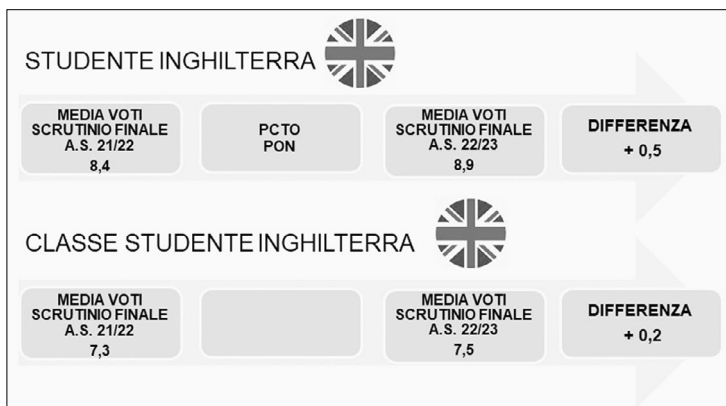 STUDENTE INGHILTERRA
MEDIA VOTI
SCRUTINIO FINALE
A.S. 21/22
8,4
PCTO
PON
MEDIA VOTI
SCRUTINIO FINALE
A.S. 22/23
8,9
DIFFERENZA
+ 0,5
CLASSE STUDENTE INGHILTERRA
MEDIA VOTI
SCRUTINIO FINALE
A.S. 21/22
7,3
MEDIA VOTI
SCRUTINIO FINALE
A.S. 22/23
7,5
DIFFERENZA
+ 0,2